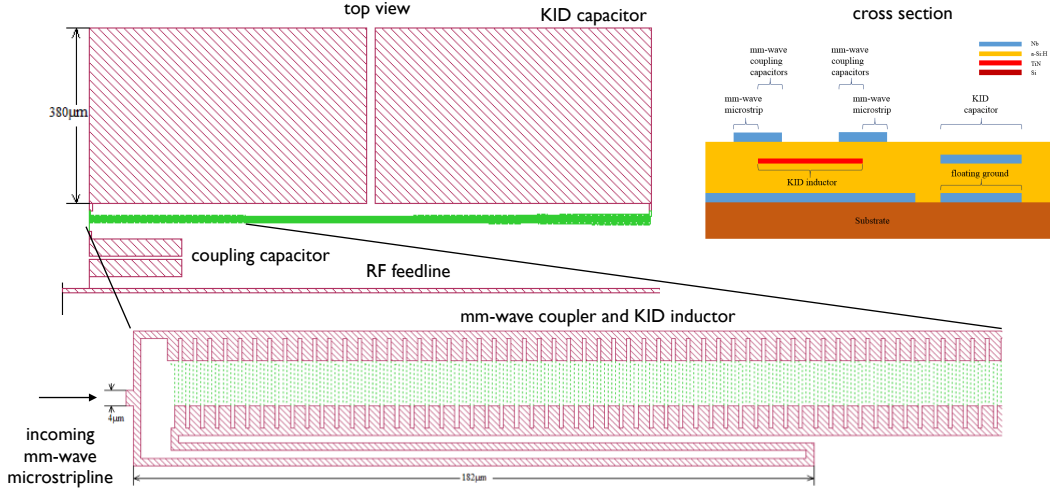 top view
KID capacitor
380μm
coupling capacitor
RF feedline
mm-wave coupler and KID inductor
4μm
incoming
mm-wave
microstripline
182μm
cross section
Nb
a-Si:H
TiN
Si
mm-wave
coupling
capacitors
mm-wave
coupling
capacitors
mm-wave
microstrip
mm-wave
microstrip
KID
capacitor
KID inductor
floating ground
Substrate